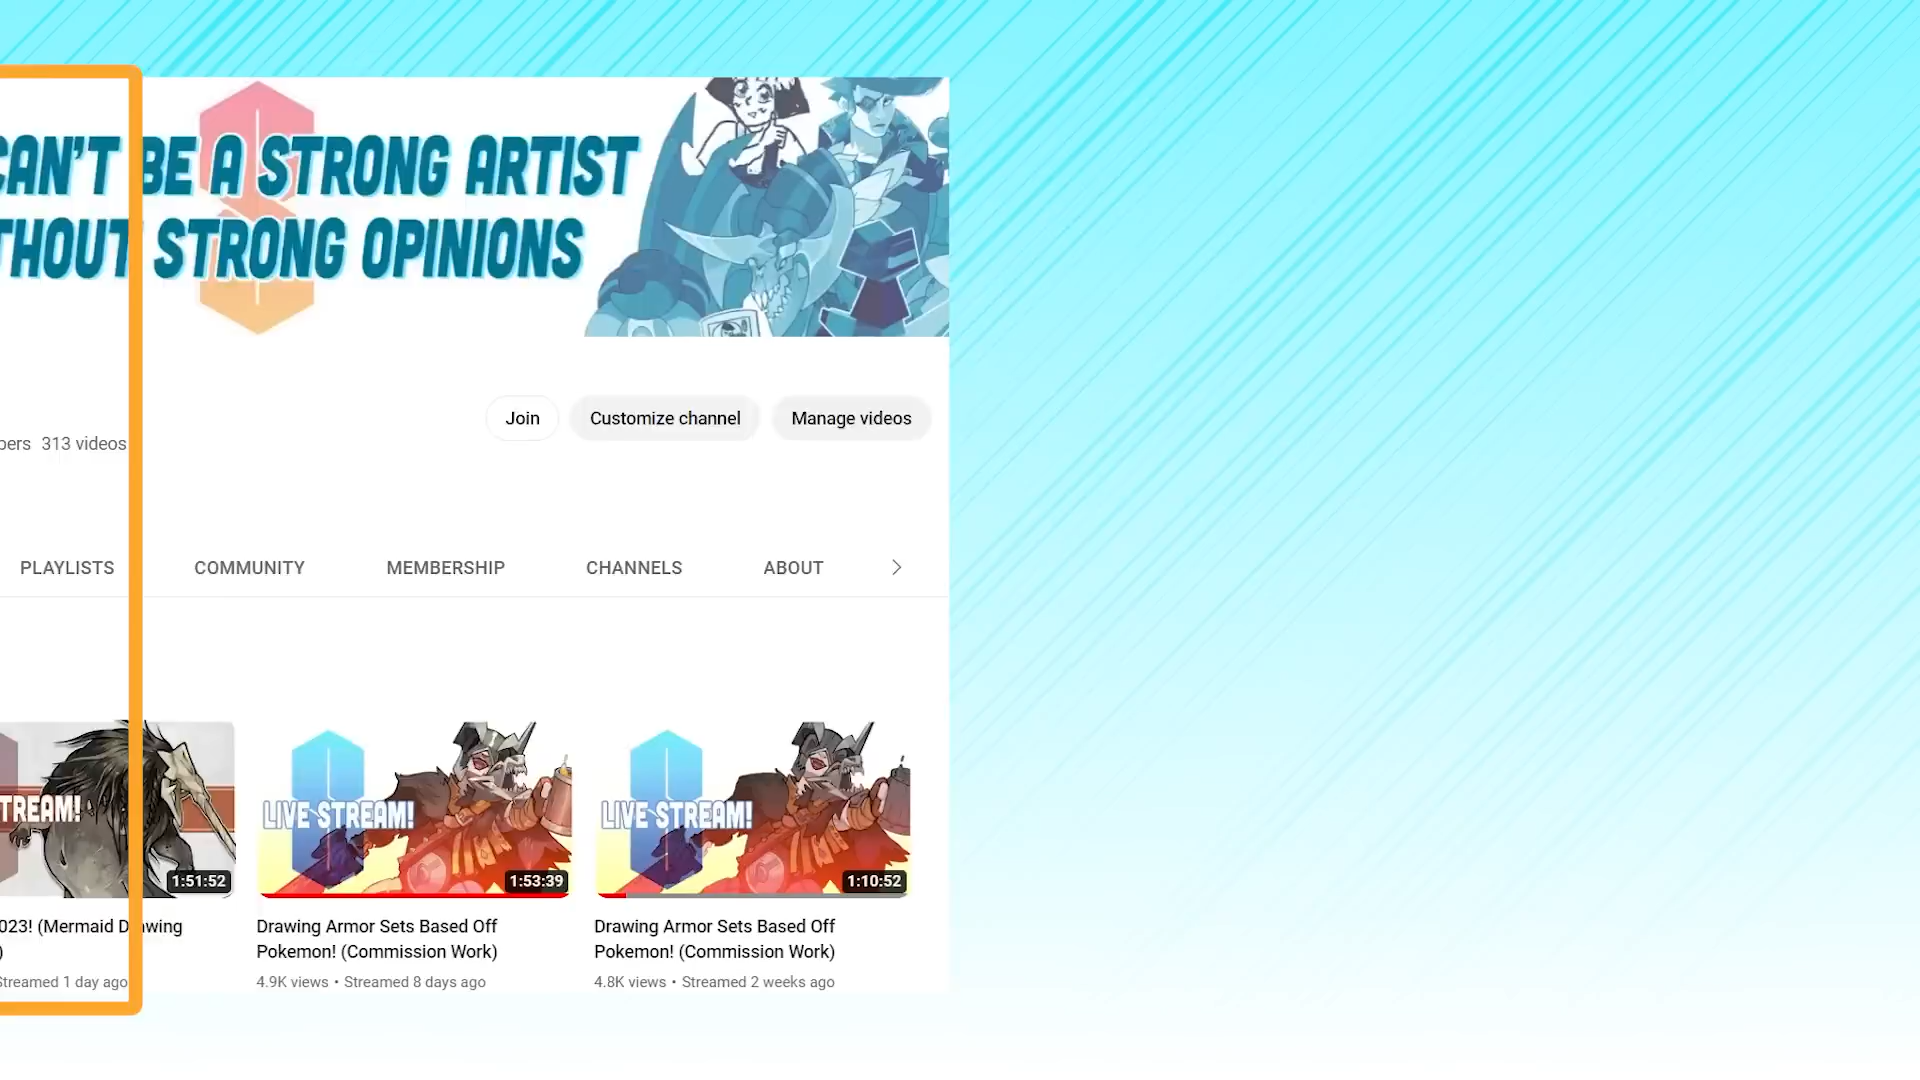 CAN'T BE A STRONG ARTIST
THOUT STRONG OPINIONS
Join
Customize channel
Manage videos
bers 313 videos
PLAYLISTS
COMMUNITY
MEMBERSHIP
CHANNELS
ABOUT
TREAM!
1:51:52
LIVE STREAM!
1:53:39
LIVE STREAM!
1:10:52
023! (Mermaid D wing
)
Streamed 1 day ago
Drawing Armor Sets Based Off
Pokemon! (Commission Work)
4.9K views • Streamed 8 days ago
Drawing Armor Sets Based Off
Pokemon! (Commission Work)
4.8K views • Streamed 2 weeks ago